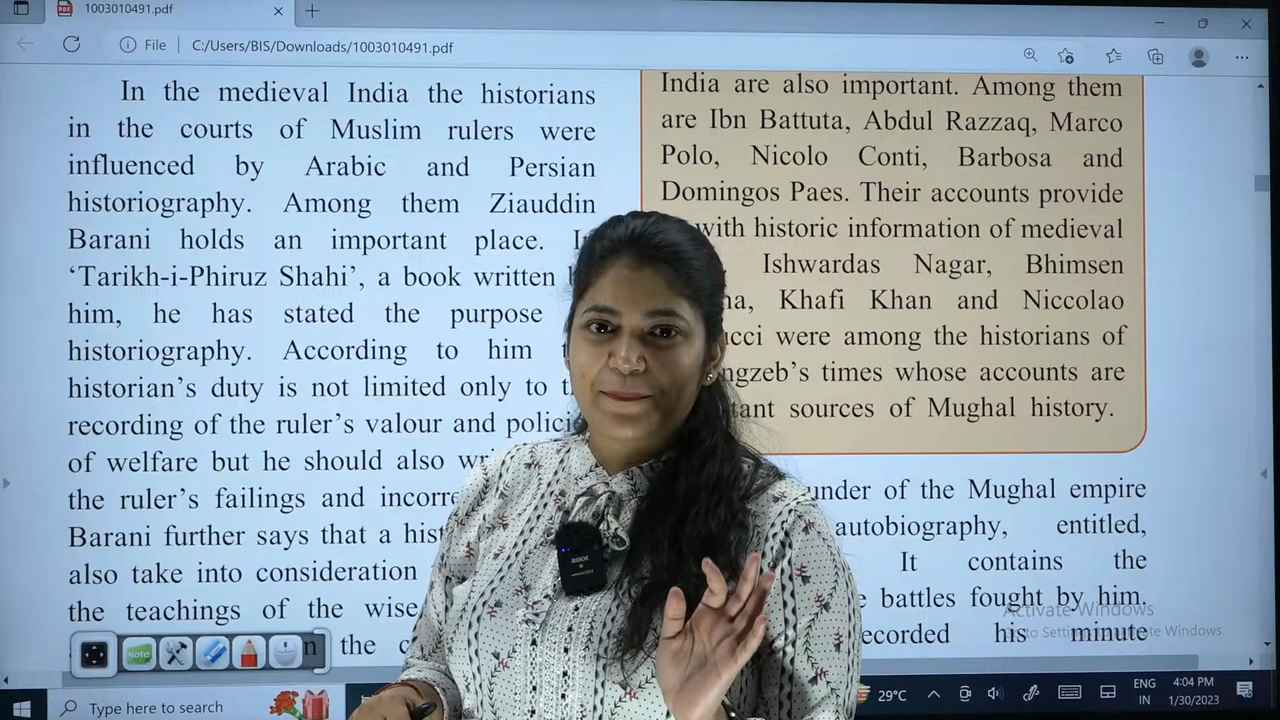 1003010491.pdf
File
C:/Users/BIS/Downloads/1003010491.pdf
In the medieval India the historians
in the courts of Muslim rulers were
influenced by Arabic and Persian
historiography. Among them Ziauddin
Barani holds an important place.
‘Tarikh-i-Phiruz Shahi’, a book written
him, he has stated the purpose
historiography. According to him
historian’s duty is not limited only to
recording of the ruler’s valour and
of welfare but he should also
the ruler’s failings and
Barani further says that a
also take into consideration
the teachings of the wise,
the
India are also important. Among them
are Ibn Battuta, Abdul Razzaq, Marco
Polo, Nicolo Conti, Barbosa and
Domingos Paes. Their accounts provide
with historic information of medieval
Ishwardas Nagar, Bhimsen
Khafi Khan and Niccolao
were among the historians of
times whose accounts are
sources of Mughal history.
of the Mughal empire
autobiography, entitled,
It contains the
battles fought by him.
his minute
Activate Windows
Note
RODE
Type here to search
29°C
ENG
IN
4:04 PM
1/30/2023